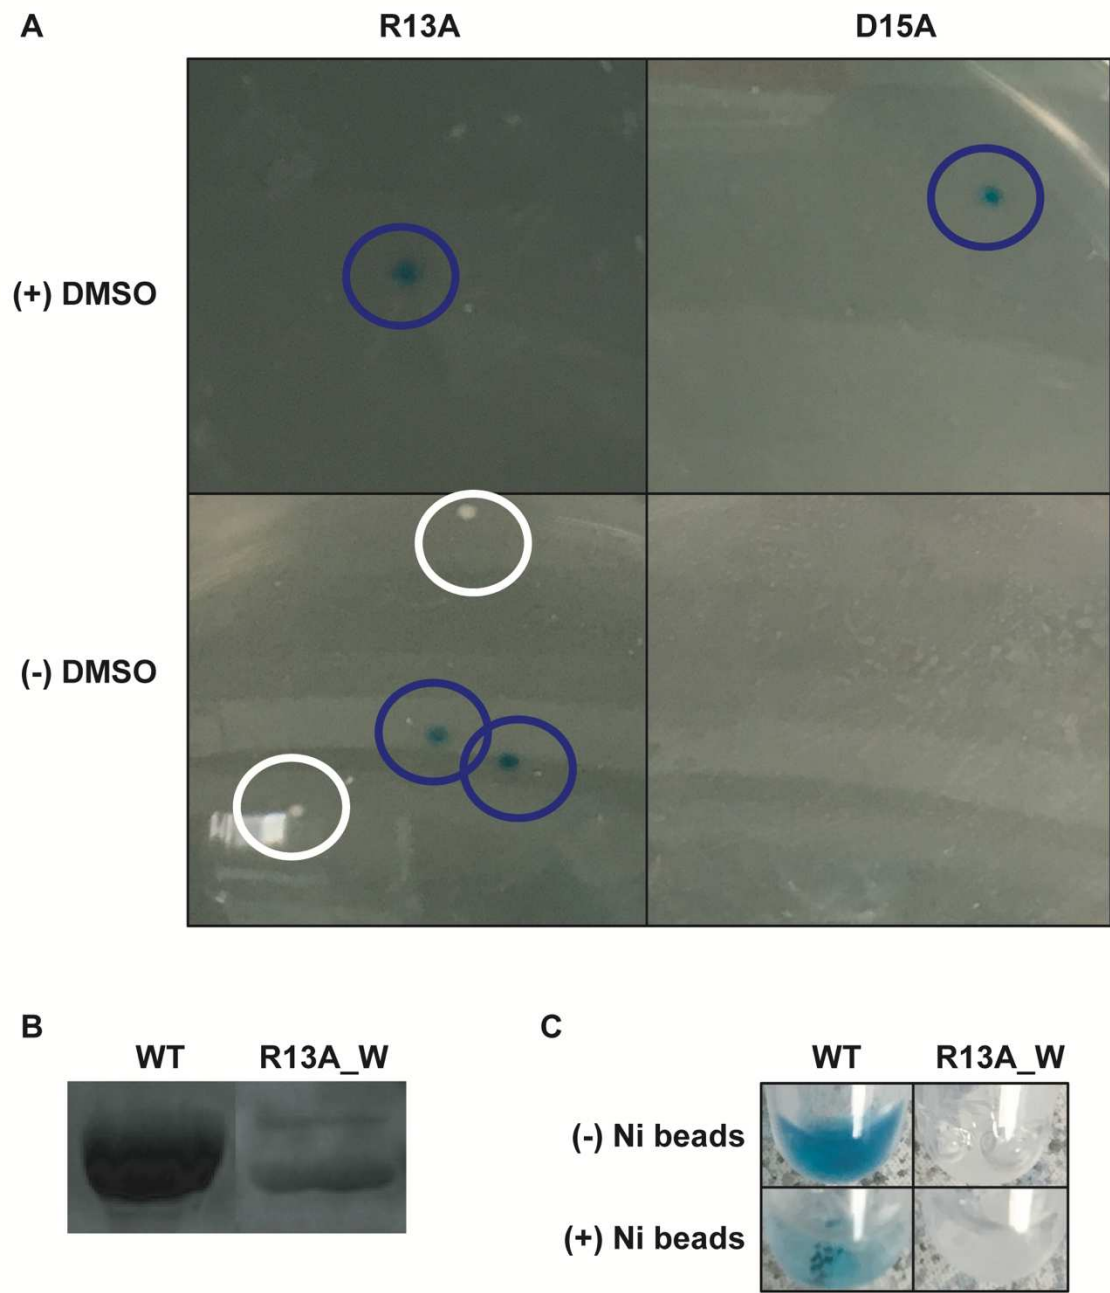 A
R13A D15A
(+) DMSO
(-) DMSO
B
WT R13A_W
C
WT R13A_W
(-) Ni beads
(+) Ni beads